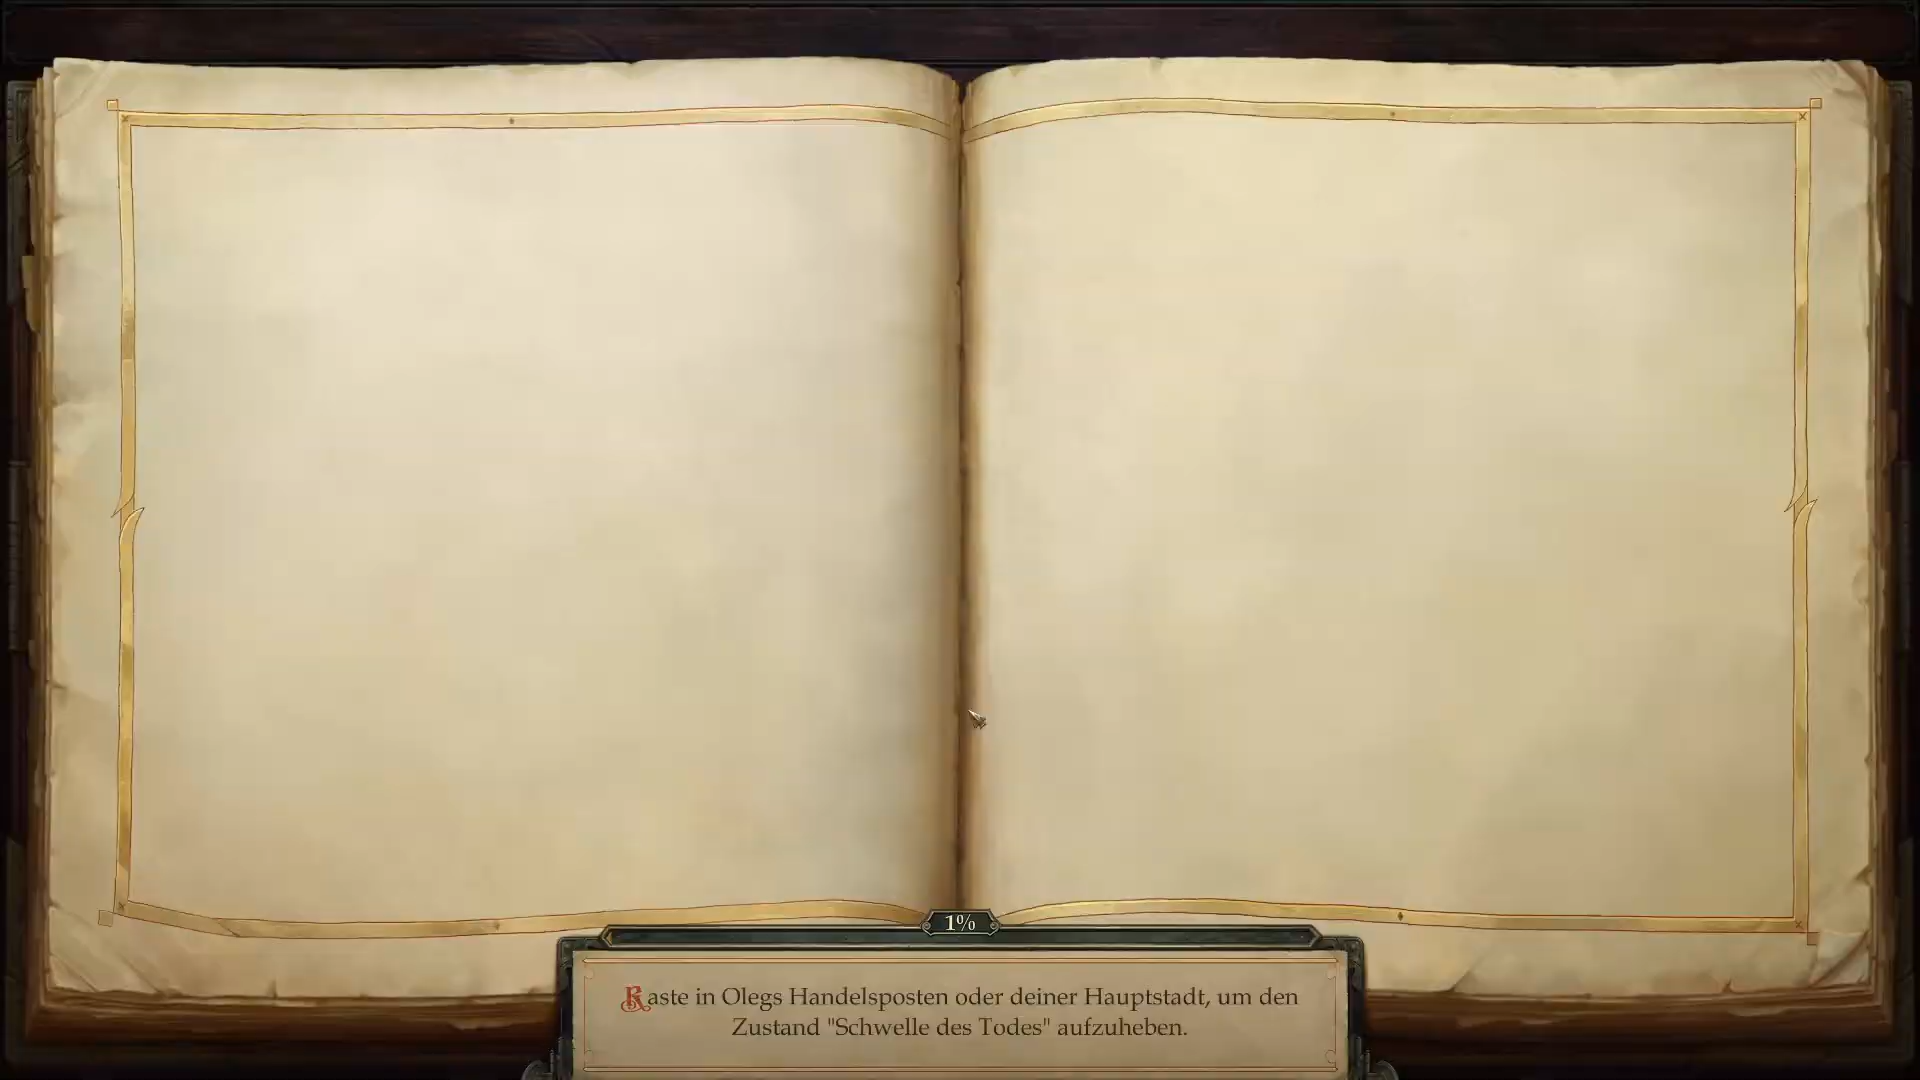 1%
Raste in Olegs Handelsposten oder deiner Hauptstadt, um den
Zustand "Schwelle des Todes" aufzuheben.